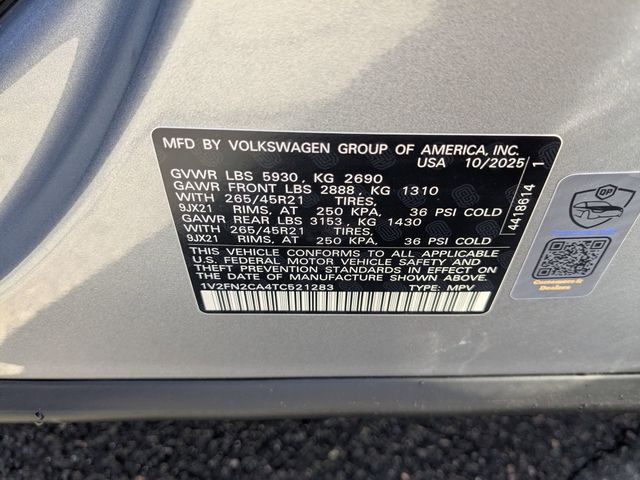 MFD BY VOLKSWAGEN GROUP OF AMERICA, INC.
USA 10/2025
GVWR LBS 5930, KG 2690
GAWR FRONT LBS 2888, KG 1310
WITH 265/45R21 TIRES,
9JX21 RIMS, AT 250 KPA, 36 PSI COLD
GAWR REAR LBS 3153, KG 1430
WITH 265/45R21 TIRES,
9JX21 RIMS, AT 250 KPA, 36 PSI COLD
THIS VEHICLE CONFORMS TO ALL APPLICABLE
U.S. FEDERAL MOTOR VEHICLE SAFETY AND
THEFT PREVENTION STANDARDS IN EFFECT ON
THE DATE OF MANUFACTURE SHOWN ABOVE.
1V2FN2CA4TC521283 TYPE: MPV
4418614 1
QP
Customers &
Dealers